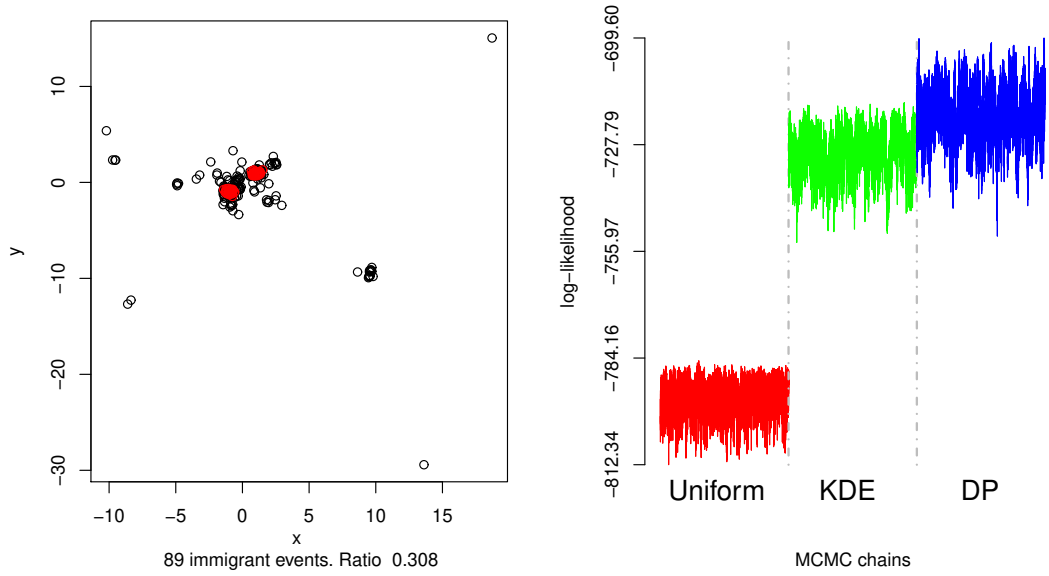 10
0
−10
−20
−30
y
−10 −5 0 5 10 15
x
89 immigrant events. Ratio 0.308
−699.60
−727.79
−755.97
−784.16
−812.34
log−likelihood
Uniform KDE DP
MCMC chains